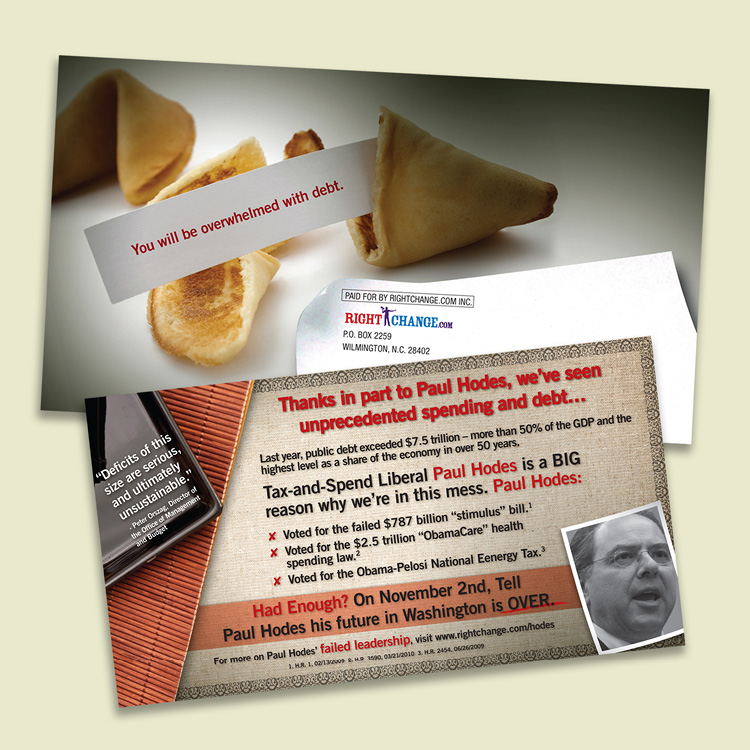 You will be overwhelmed with debt.
PAID FOR BY RIGHTCHANGE.COM INC.
RIGHT CHANGE.COM
P.O. BOX 2259
WILMINGTON, N.C. 28402
Thanks in part to Paul Hodes, we've seen
unprecedented spending and debt...
Last year, public debt exceeded $7.5 trillion – more than 50% of the GDP and the
highest level as a share of the economy in over 50 years.
Tax-and-Spend Liberal Paul Hodes is a BIG
reason why we're in this mess. Paul Hodes:
✘ Voted for the failed $787 billion "stimulus" bill.1
✘ Voted for the $2.5 trillion "ObamaCare" health
spending law.2
✘ Voted for the Obama-Pelosi National Eenergy Tax.3
Had Enough? On November 2nd, Tell
Paul Hodes his future in Washington is OVER.
For more on Paul Hodes' failed leadership, visit www.rightchange.com/hodes
1. H.R. 1, 02/13/2009 2. H.R. 3590, 03/21/2010 3. H.R. 2454, 06/26/2009
"Deficits of this
size are serious,
and ultimately
unsustainable."
- Peter Orszag, Director of
the Office of Management
and Budget